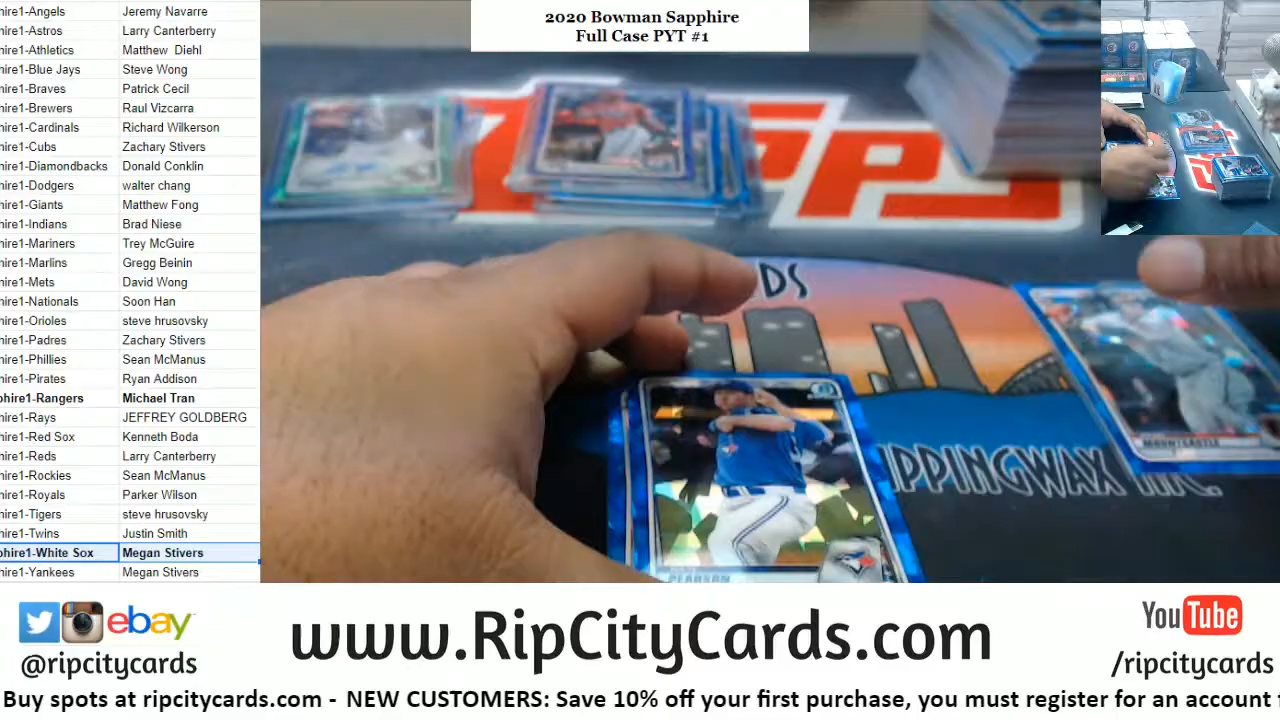 2020 Bowman Sapphire
Full Case PYT #1
hire1-Angels Jeremy Navarre
hire1-Astros Larry Canterberry
hire1-Athletics Matthew Diehl
hire1-Blue Jays Steve Wong
hire1-Braves Patrick Cecil
hire1-Brewers Raul Vizcarra
hire1-Cardinals Richard Wilkerson
hire1-Cubs Zachary Stivers
hire1-Diamondbacks Donald Conklin
hire1-Dodgers walter chang
hire1-Giants Matthew Fong
hire1-Indians Brad Niese
hire1-Mariners Trey McGuire
hire1-Marlins Gregg Beinin
hire1-Mets David Wong
hire1-Nationals Soon Han
hire1-Orioles steve hrusovsky
hire1-Padres Zachary Stivers
hire1-Phillies Sean McManus
hire1-Pirates Ryan Addison
phire1-Rangers Michael Tran
hire1-Rays JEFFREY GOLDBERG
hire1-Red Sox Kenneth Boda
hire1-Reds Larry Canterberry
hire1-Rockies Sean McManus
hire1-Royals Parker Wilson
hire1-Tigers steve hrusovsky
hire1-Twins Justin Smith
phire1-White Sox Megan Stivers
hire1-Yankees Megan Stivers
DS
PPINGWAX INC.
MOUNTCASTLE
PEARSON
ebay
@ripcitycards
www.RipCityCards.com
YouTube
/ripcitycards
Buy spots at ripcitycards.com - NEW CUSTOMERS: Save 10% off your first purchase, you must register for an account